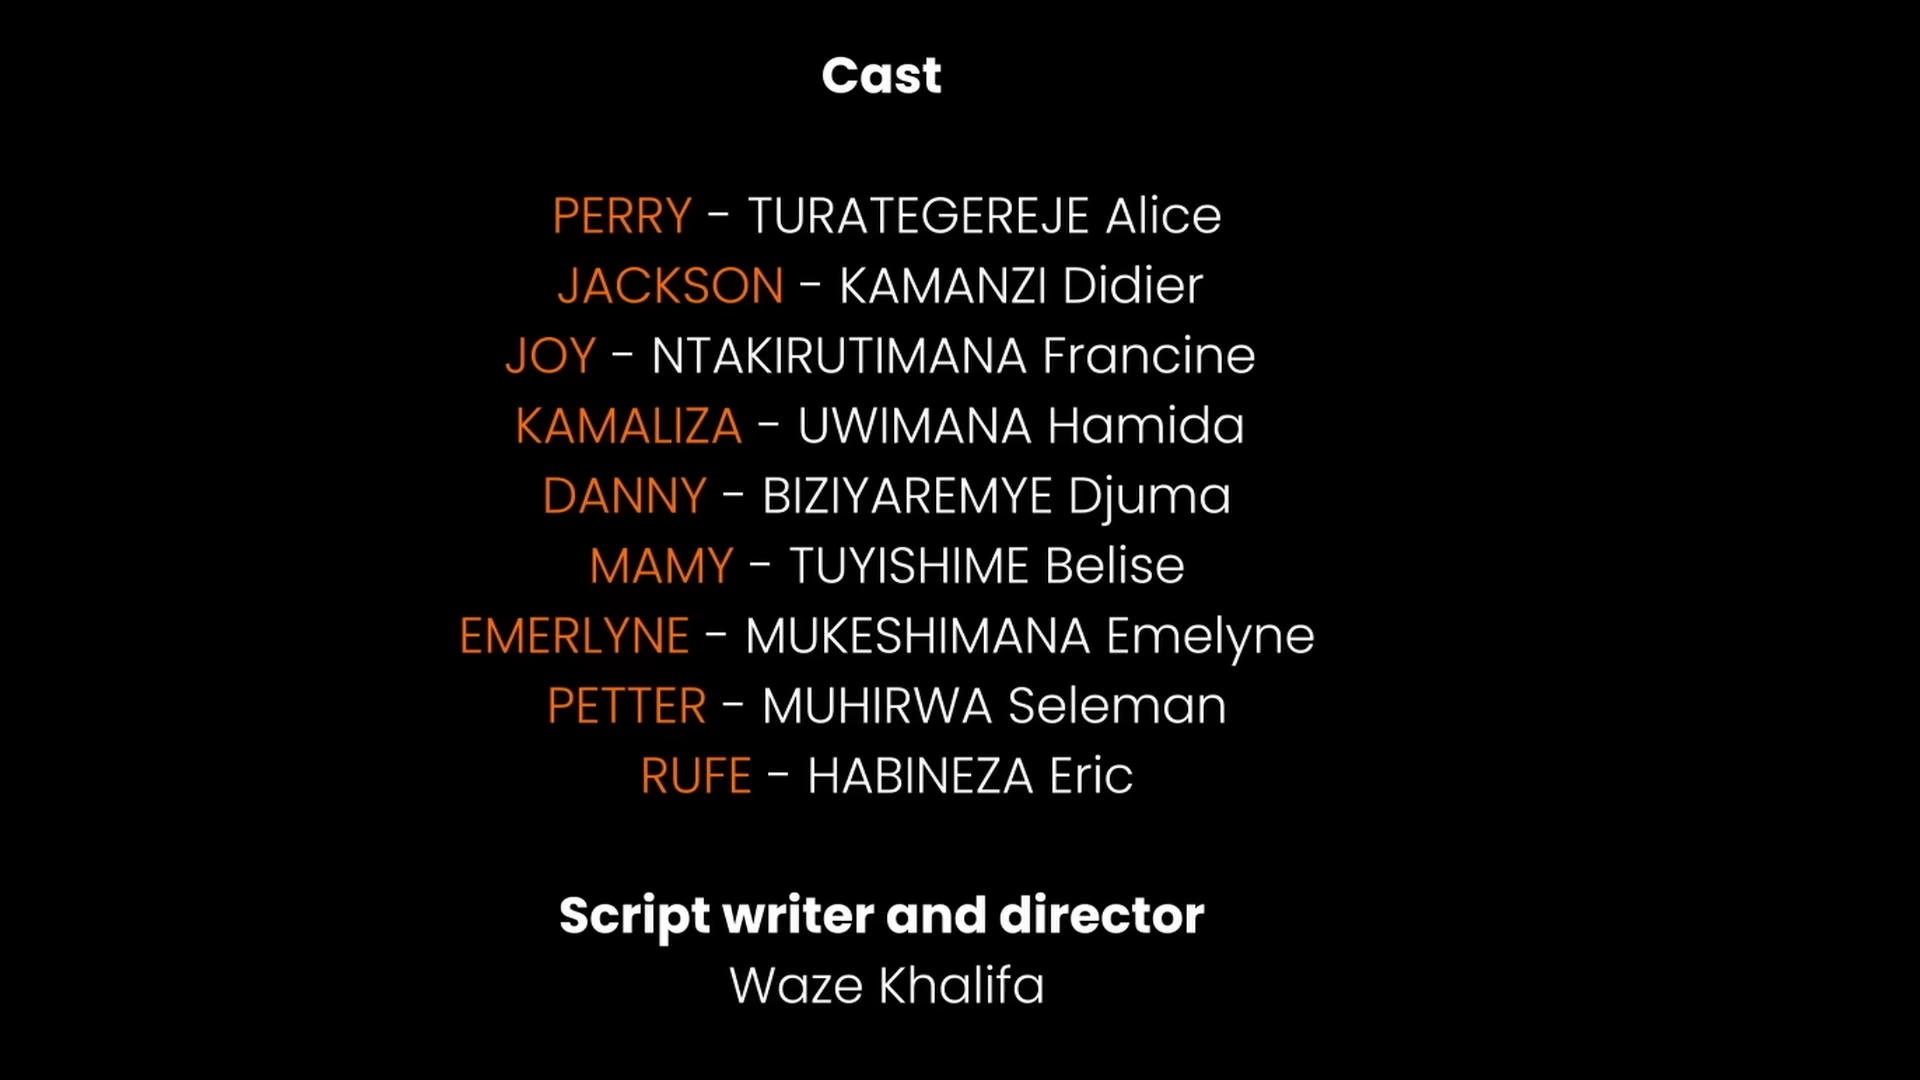 Cast
PERRY - TURATEGEREJE Alice
JACKSON - KAMANZI Didier
JOY - NTAKIRUTIMANA Francine
KAMALIZA - UWIMANA Hamida
DANNY - BIZIYAREMYE Djuma
MAMY - TUYISHIME Belise
EMERLYNE - MUKESHIMANA Emelyne
PETTER - MUHIRWA Seleman
RUFE - HABINEZA Eric
Script writer and director
Waze Khalifa